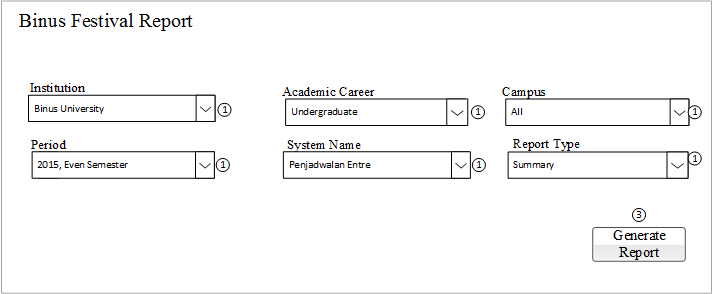 Binus Festival Report
Institution Academic Career Campus
Binus University ① Undergraduate ① All ①
Period System Name Report Type
2015, Even Semester ① Penjadwalan Entre ① Summary ①
③
Generate
Report